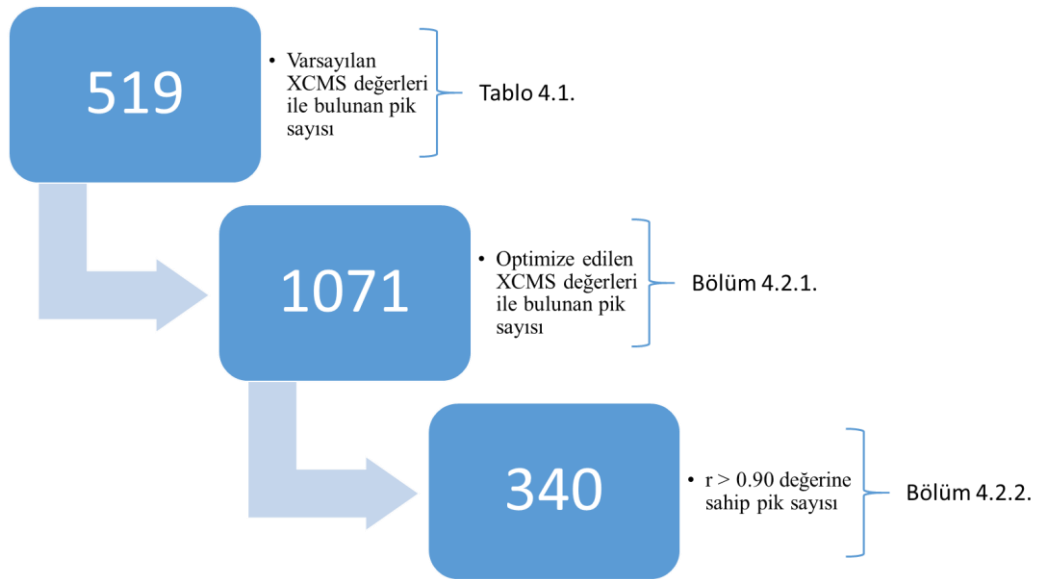 519
• Varsayılan
XCMS değerleri
ile bulunan pik
sayısı
Tablo 4.1.
1071
• Optimize edilen
XCMS değerleri
ile bulunan pik
sayısı
Bölüm 4.2.1.
340
• r > 0.90 değerine
sahip pik sayısı
Bölüm 4.2.2.